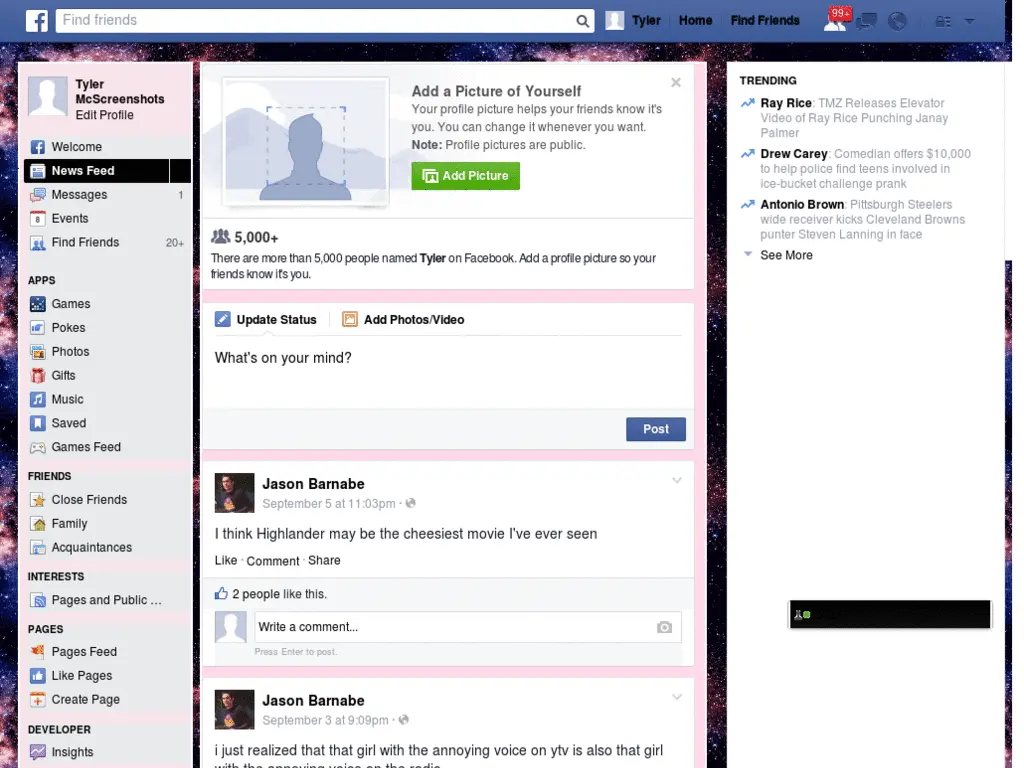 Find friends
Tyler Home Find Friends 99+
Tyler
McScreenshots
Edit Profile
Welcome
News Feed
Messages 1
8 Events
Find Friends 20+
APPS
Games
Pokes
Photos
Gifts
Music
Saved
Games Feed
FRIENDS
Close Friends
Family
Acquaintances
INTERESTS
Pages and Public ...
PAGES
Pages Feed
Like Pages
Create Page
DEVELOPER
Insights
Add a Picture of Yourself
Your profile picture helps your friends know it's
you. You can change it whenever you want.
Note: Profile pictures are public.
Add Picture
5,000+
There are more than 5,000 people named Tyler on Facebook. Add a profile picture so your
friends know it's you.
Update Status Add Photos/Video
What's on your mind?
Post
Jason Barnabe
September 5 at 11:03pm ·
I think Highlander may be the cheesiest movie I've ever seen
Like · Comment · Share
2 people like this.
Write a comment...
Press Enter to post.
Jason Barnabe
September 3 at 9:09pm ·
i just realized that that girl with the annoying voice on ytv is also that girl
with the annoying voice on the radio
TRENDING
Ray Rice: TMZ Releases Elevator
Video of Ray Rice Punching Janay
Palmer
Drew Carey: Comedian offers $10,000
to help police find teens involved in
ice-bucket challenge prank
Antonio Brown: Pittsburgh Steelers
wide receiver kicks Cleveland Browns
punter Steven Lanning in face
See More